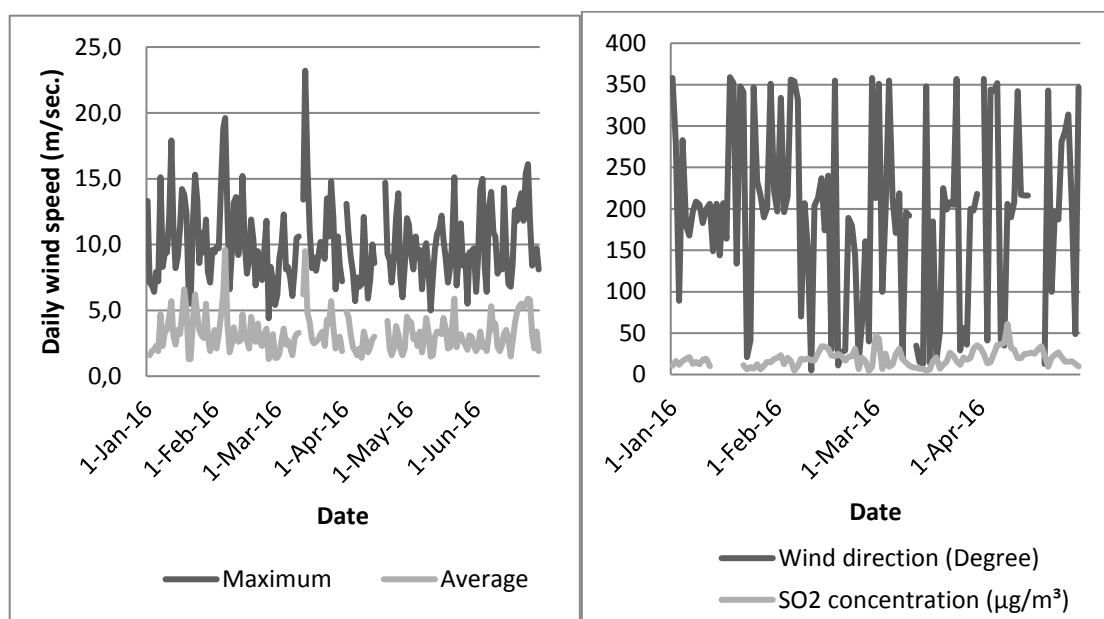 25,0
20,0
15,0
10,0
5,0
0,0
Daily wind speed (m/sec.)
1-Jan-16
1-Feb-16
1-Mar-16
1-Apr-16
1-May-16
1-Jun-16
Date
Maximum
Average
400
350
300
250
200
150
100
50
0
1-Jan-16
1-Feb-16
1-Mar-16
1-Apr-16
Date
Wind direction (Degree)
SO2 concentration (µg/m³)